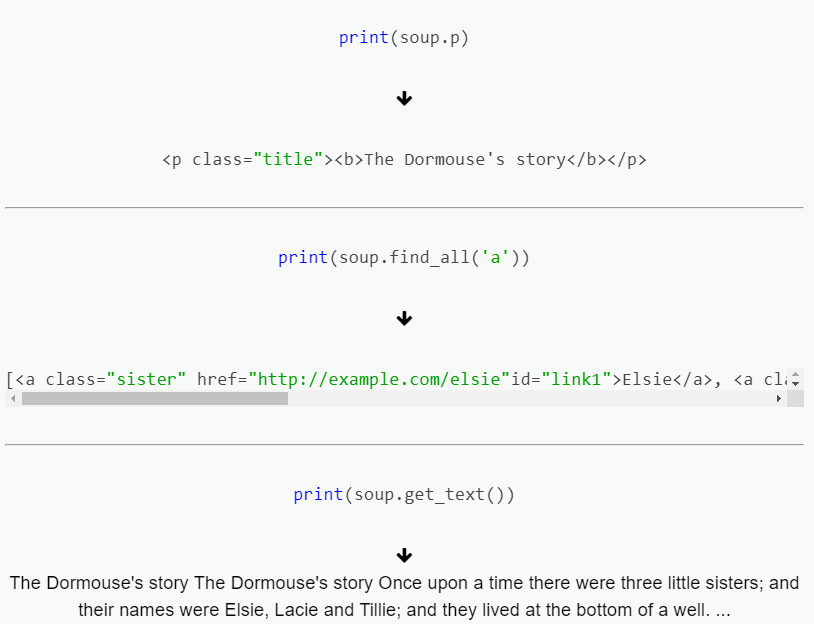 print(soup.p)
<p class="title"><b>The Dormouse's story</b></p>
print(soup.find_all('a'))
[<a class="sister" href="http://example.com/elsie"id="link1">Elsie</a>, <a cl
print(soup.get_text())
The Dormouse's story The Dormouse's story Once upon a time there were three little sisters; and
their names were Elsie, Lacie and Tillie; and they lived at the bottom of a well. ...